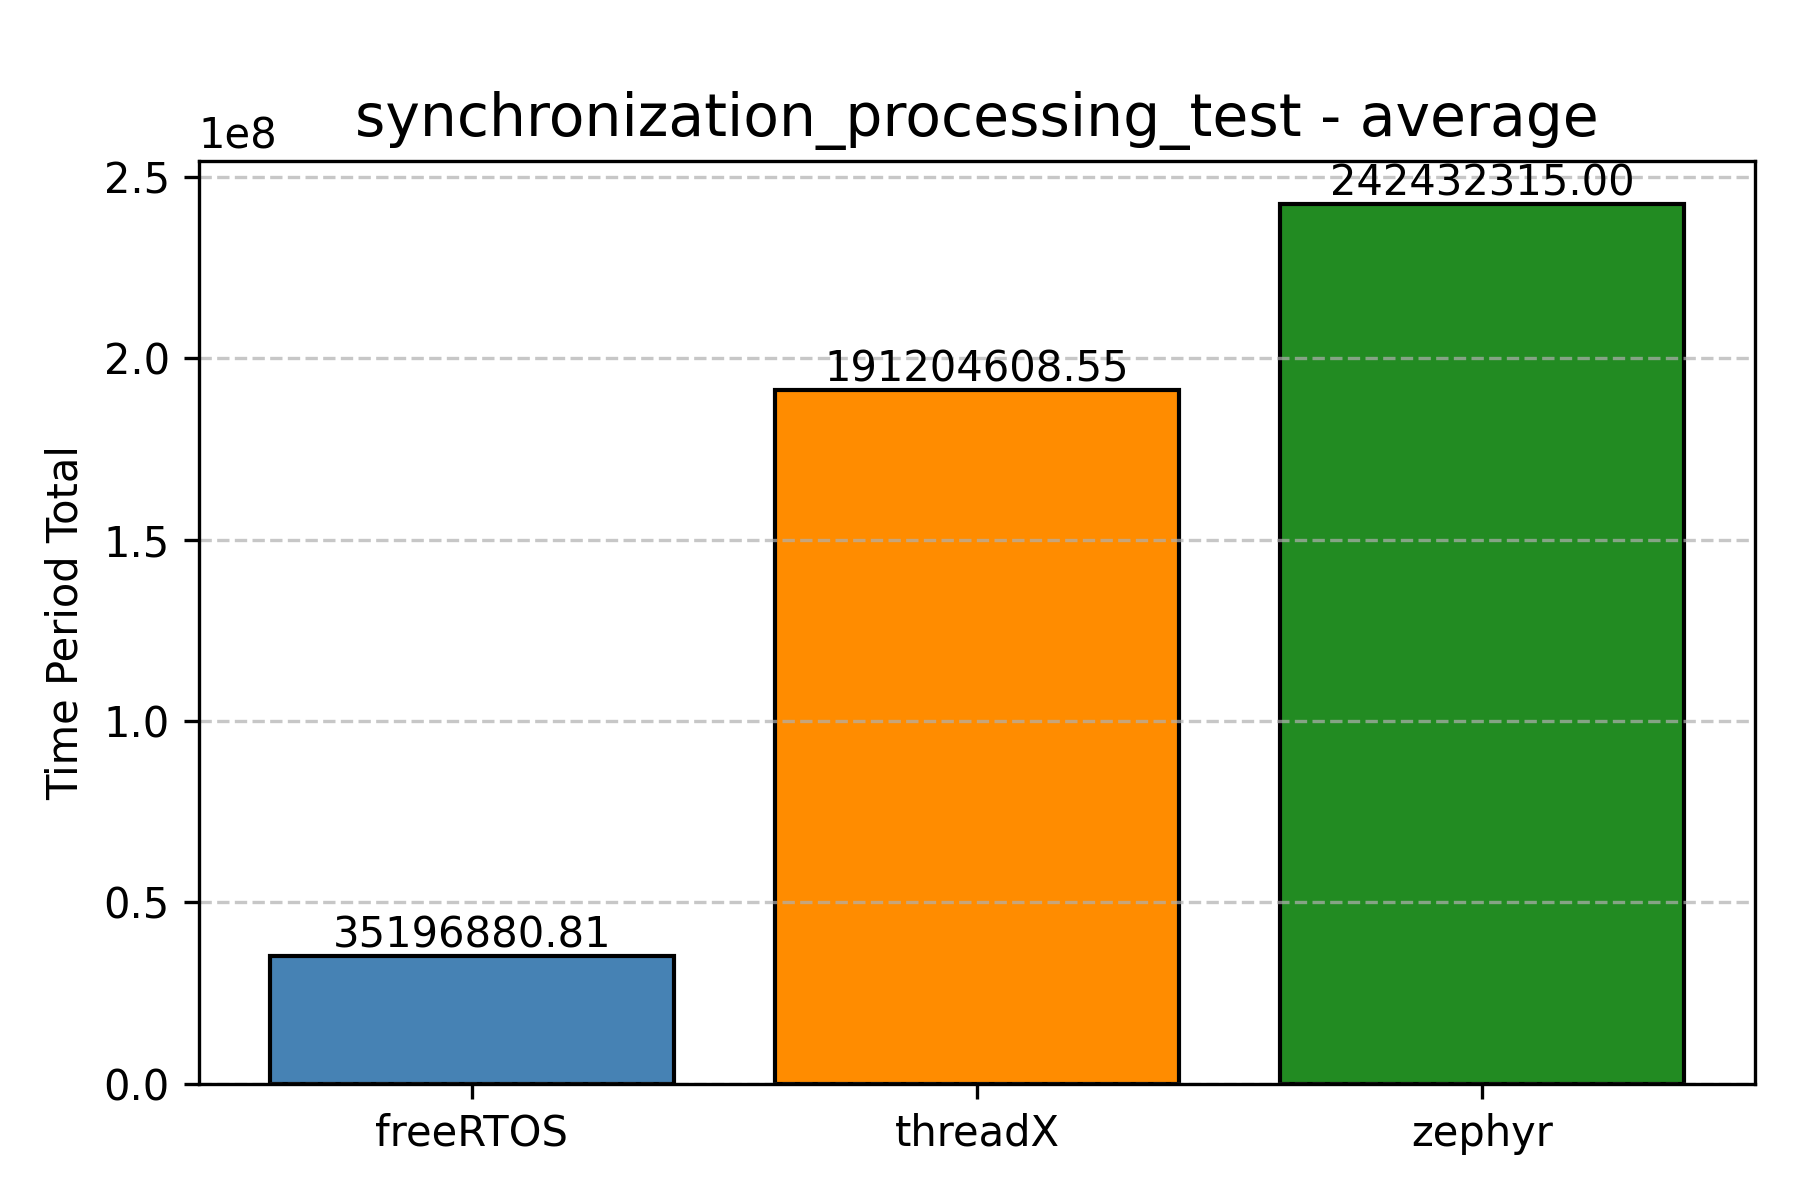 synchronization_processing_test - average
1e8
Time Period Total
2.5
2.0
1.5
1.0
0.5
0.0
35196880.81
191204608.55
242432315.00
freeRTOS
threadX
zephyr